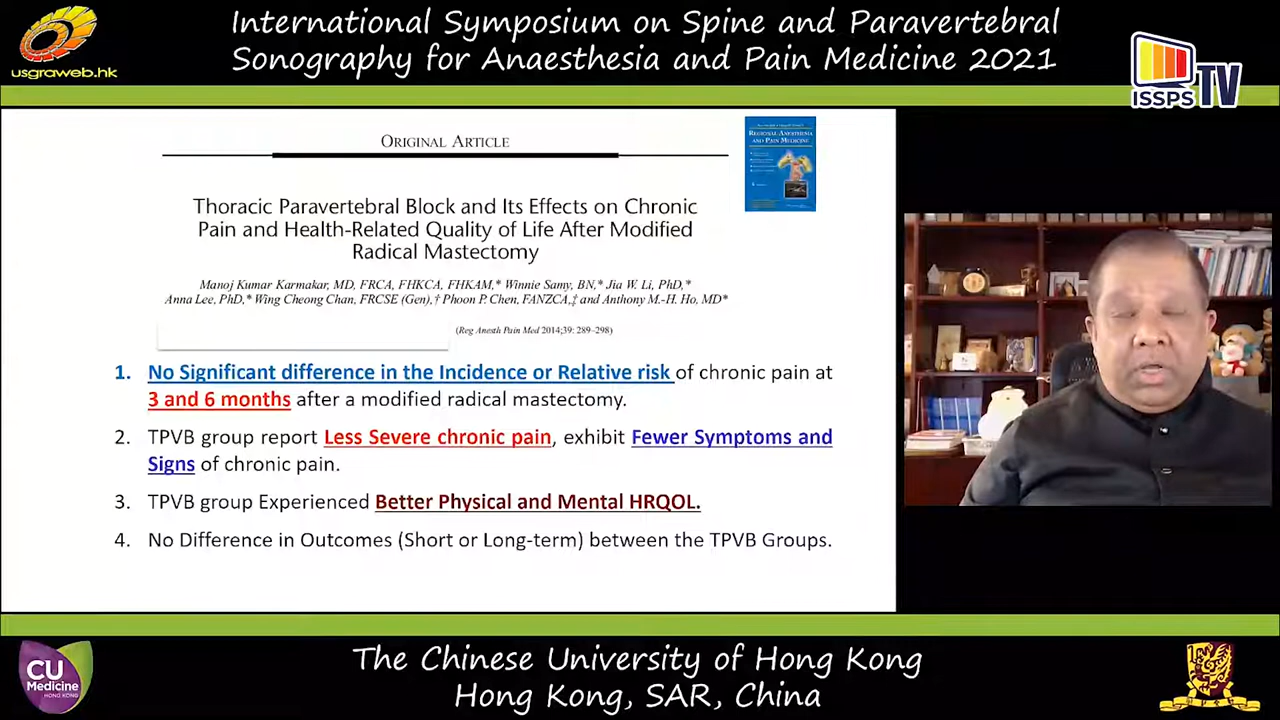 International Symposium on Spine and Paravertebral
Sonography for Anaesthesia and Pain Medicine 2021
usgraweb.hk
ISSPS TV
ORIGINAL ARTICLE
REGIONAL ANESTHESIA
AND PAIN MEDICINE
Thoracic Paravertebral Block and Its Effects on Chronic
Pain and Health-Related Quality of Life After Modified
Radical Mastectomy
Manoj Kumar Karmakar, MD, FRCA, FHKCA, FHKAM,* Winnie Samy, BN,* Jia W. Li, PhD,*
Anna Lee, PhD,* Wing Cheong Chan, FRCSE (Gen),† Phoon P. Chen, FANZCA,‡ and Anthony M.-H. Ho, MD*
(Reg Anesth Pain Med 2014;39: 289–298)
1. No Significant difference in the Incidence or Relative risk of chronic pain at
3 and 6 months after a modified radical mastectomy.
2. TPVB group report Less Severe chronic pain, exhibit Fewer Symptoms and
Signs of chronic pain.
3. TPVB group Experienced Better Physical and Mental HRQOL.
4. No Difference in Outcomes (Short or Long-term) between the TPVB Groups.
CU
Medicine
HONG KONG
The Chinese University of Hong Kong
Hong Kong, SAR, China